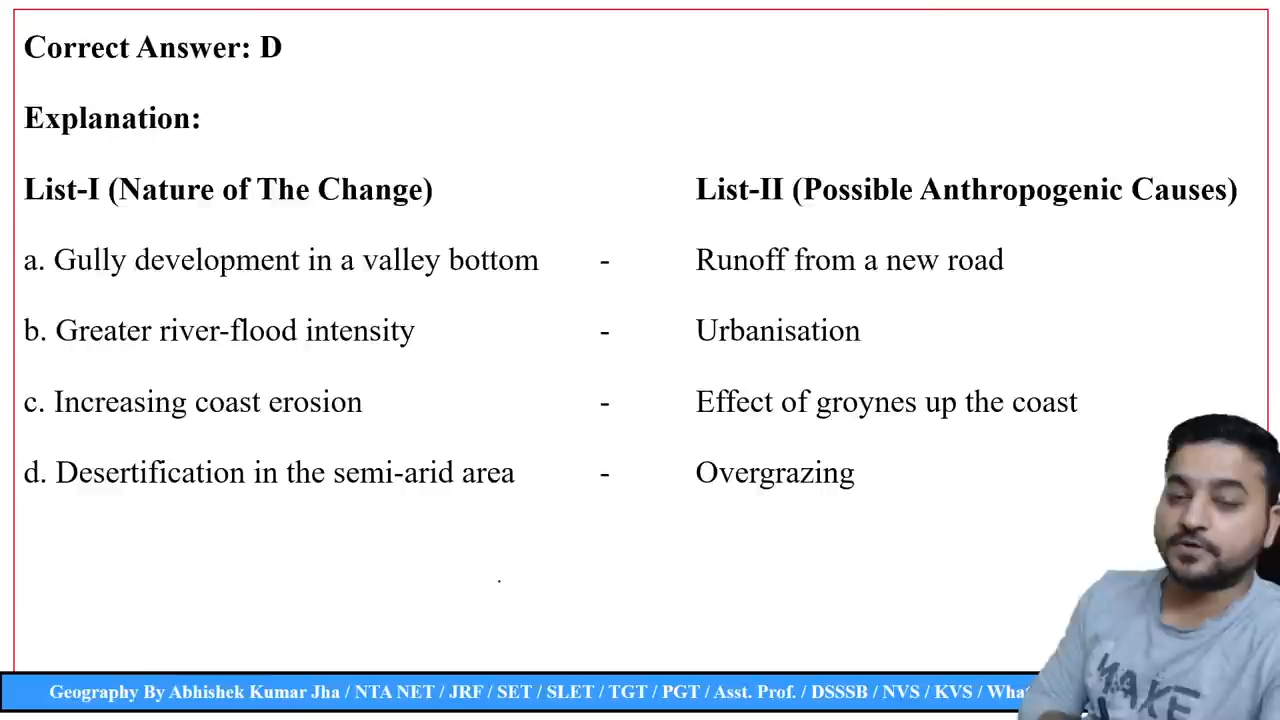 Correct Answer: D
Explanation:
List-I (Nature of The Change) List-II (Possible Anthropogenic Causes)
a. Gully development in a valley bottom - Runoff from a new road
b. Greater river-flood intensity - Urbanisation
c. Increasing coast erosion - Effect of groynes up the coast
d. Desertification in the semi-arid area - Overgrazing
Geography By Abhishek Kumar Jha / NTA NET / JRF / SET / SLET / TGT / PGT / Asst. Prof. / DSSSB / NVS / KVS /
MAKE